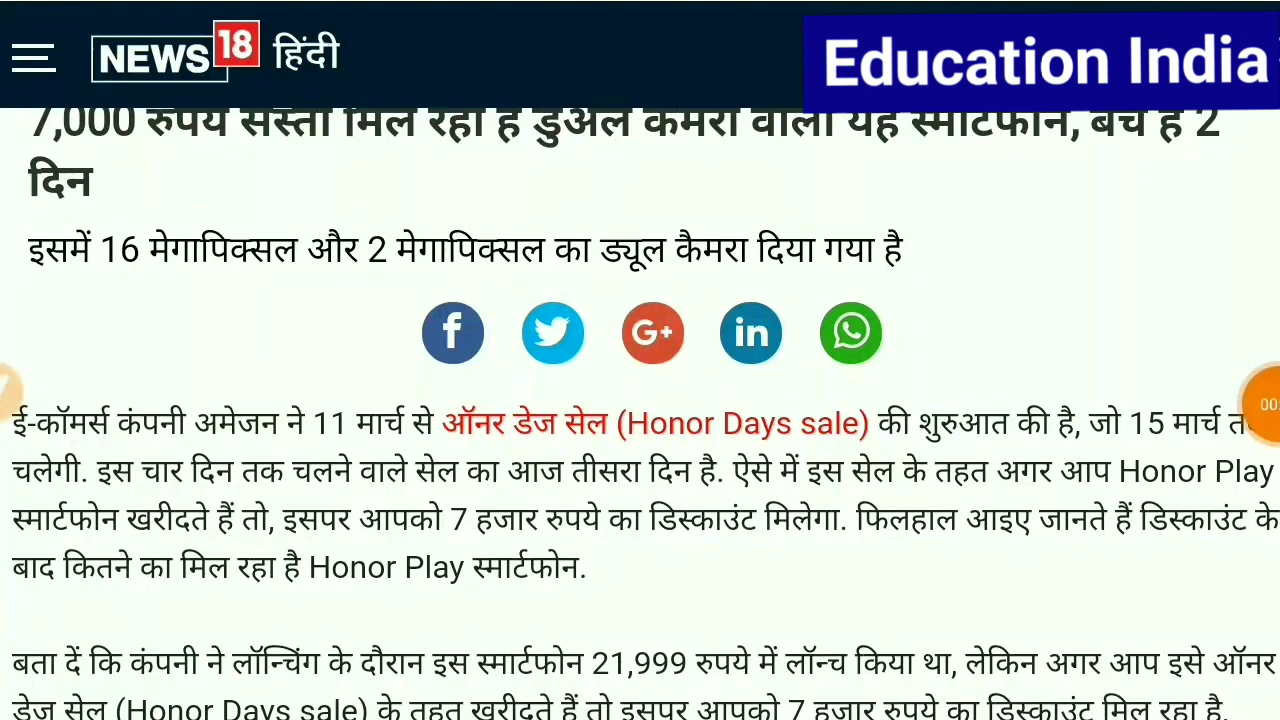 NEWS 18 हिंदी
Education India
7,000 रुपये सस्ता मिल रहा है डुअल कैमरा वाला यह स्मार्टफोन, बचे हैं 2
दिन
इसमें 16 मेगापिक्सल और 2 मेगापिक्सल का ड्यूल कैमरा दिया गया है
f G+ in
ई-कॉमर्स कंपनी अमेजन ने 11 मार्च से ऑनर डेज सेल (Honor Days sale) की शुरुआत की है, जो 15 मार्च
00:
चलेगी. इस चार दिन तक चलने वाले सेल का आज तीसरा दिन है. ऐसे में इस सेल के तहत अगर आप Honor Play
स्मार्टफोन खरीदते हैं तो, इसपर आपको 7 हजार रुपये का डिस्काउंट मिलेगा. फिलहाल आइए जानते हैं डिस्काउंट के
बाद कितने का मिल रहा है Honor Play स्मार्टफोन.
बता दें कि कंपनी ने लॉन्चिंग के दौरान इस स्मार्टफोन 21,999 रुपये में लॉन्च किया था, लेकिन अगर आप इसे ऑनर
डेज सेल (Honor Days sale) के तहत खरीदते हैं तो इसपर आपको 7 हजार रुपये का डिस्काउंट मिल रहा है.